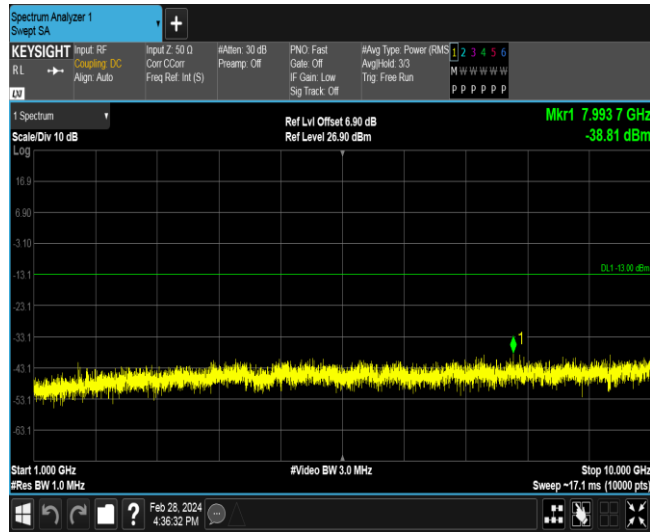 Spectrum Analyzer 1
Swept SA
+
KEYSIGHT
RL
LXI
Input: RF
Coupling: DC
Align: Auto
Input Z: 50 Ω
Corr CCorr
Freq Ref: Int (S)
#Atten: 30 dB
Preamp: Off
PNO: Fast
Gate: Off
IF Gain: Low
Sig Track: Off
#Avg Type: Power (RMS
Avg|Hold: 3/3
Trig: Free Run
1 2 3 4 5 6
M W W W W W
P P P P P P
1 Spectrum
Scale/Div 10 dB
Log
Ref Lvl Offset 6.90 dB
Ref Level 26.90 dBm
Mkr1 7.993 7 GHz
-38.81 dBm
16.9
6.90
-3.10
-13.1
DL1 -13.00 dBm
-23.1
-33.1
1
-43.1
-53.1
-63.1
Start 1.000 GHz
#Res BW 1.0 MHz
#Video BW 3.0 MHz
Stop 10.000 GHz
Sweep ~17.1 ms (10000 pts)
?
Feb 28, 2024
4:36:32 PM